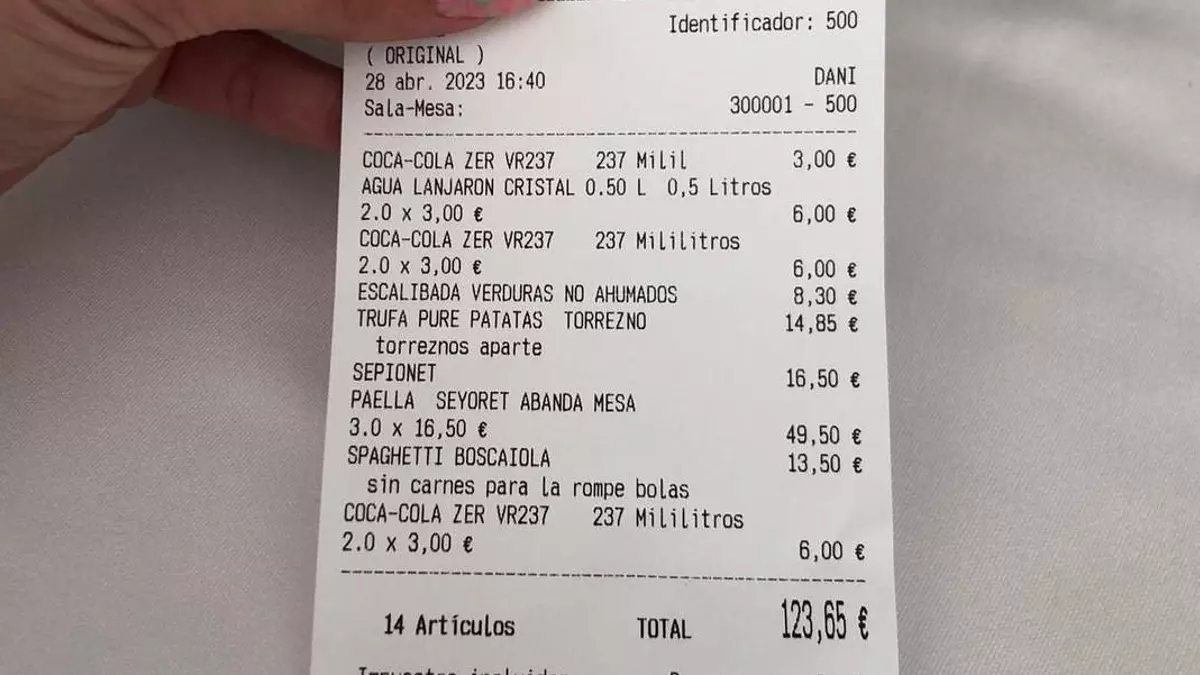 Identificador: 500
( ORIGINAL )
28 abr. 2023 16:40 DANI
Sala-Mesa: 300001 - 500
COCA-COLA ZER VR237 237 Milil 3,00 €
AGUA LANJARON CRISTAL 0.50 L 0,5 Litros
2.0 x 3,00 € 6,00 €
COCA-COLA ZER VR237 237 Mililitros
2.0 x 3,00 € 6,00 €
ESCALIBADA VERDURAS NO AHUMADOS 8,30 €
TRUFA PURE PATATAS TORREZNO 14,85 €
torreznos aparte
SEPIONET 16,50 €
PAELLA SEYORET ABANDA MESA
3.0 x 16,50 € 49,50 €
SPAGHETTI BOSCAIOLA 13,50 €
sin carnes para la rompe bolas
COCA-COLA ZER VR237 237 Mililitros
2.0 x 3,00 € 6,00 €
14 Artículos TOTAL 123,65 €